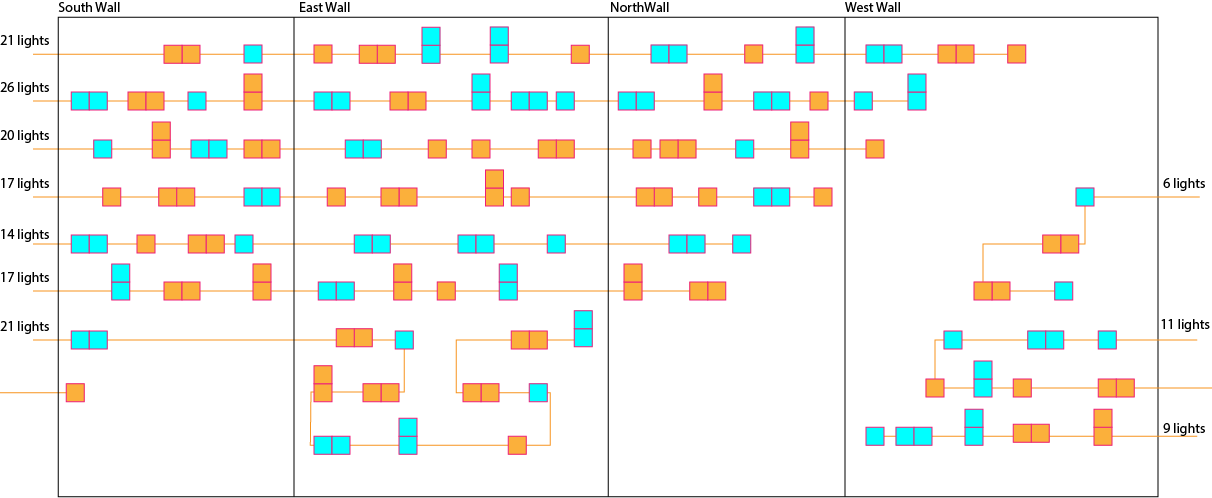 South Wall
East Wall
NorthWall
West Wall
21 lights
26 lights
20 lights
17 lights
6 lights
14 lights
17 lights
21 lights
11 lights
9 lights